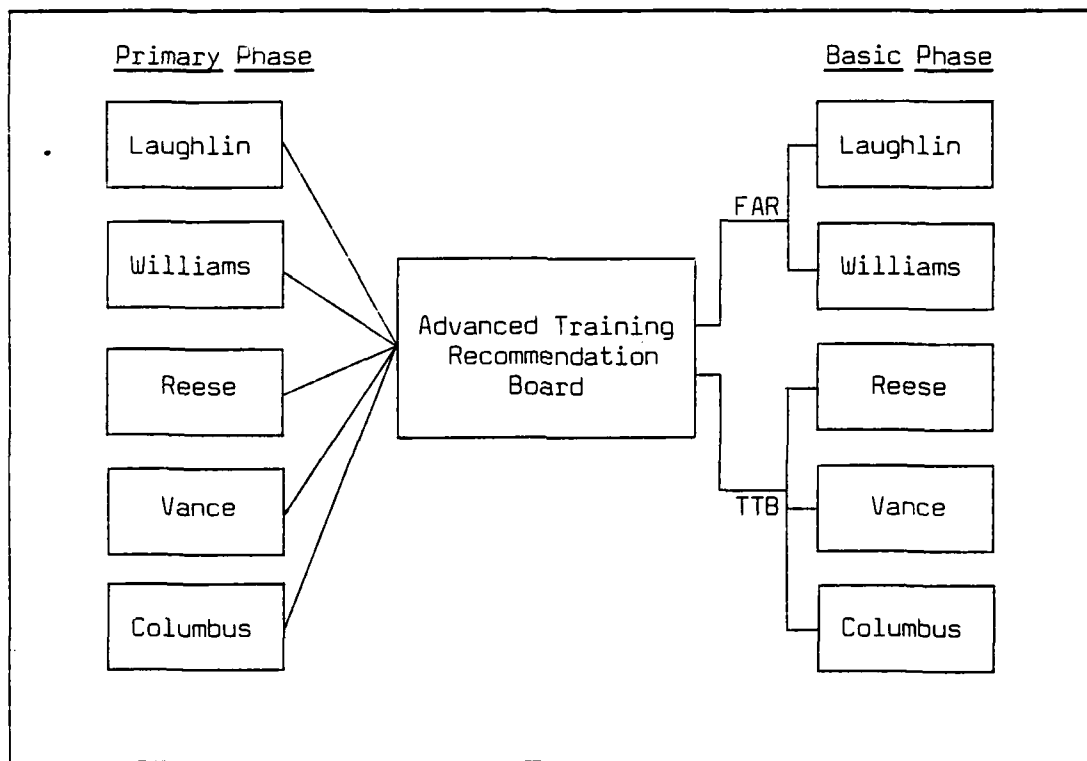 Primary Phase
Basic Phase
Laughlin
Williams
Reese
Vance
Columbus
Advanced Training
Recommendation
Board
FAR
TTB
Laughlin
Williams
Reese
Vance
Columbus